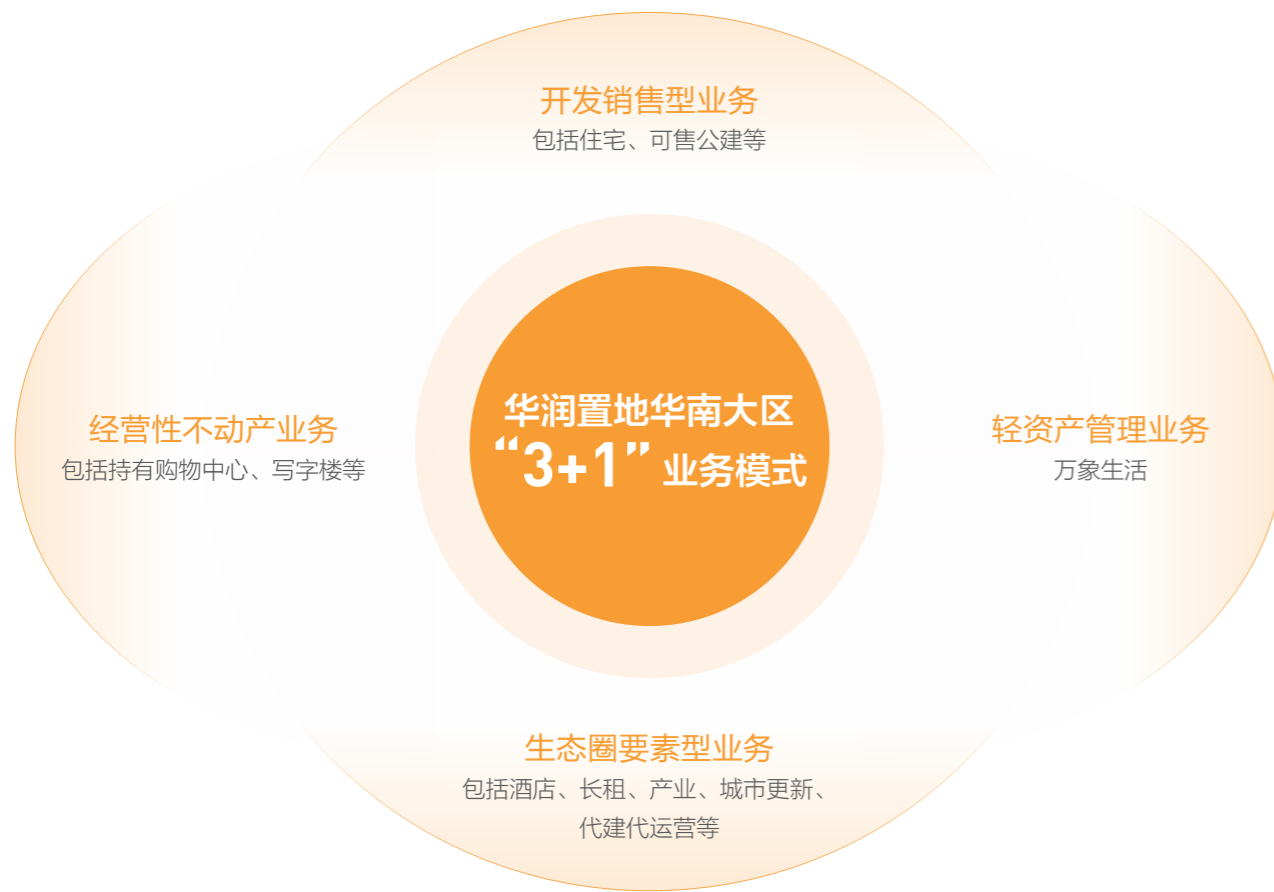 开发销售型业务
包括住宅、可售公建等
华润置地华南大区
“3+1”业务模式
经营性不动产业务
包括持有购物中心、写字楼等
轻资产管理业务
万象生活
生态圈要素型业务
包括酒店、长租、产业、城市更新、
代建代运营等